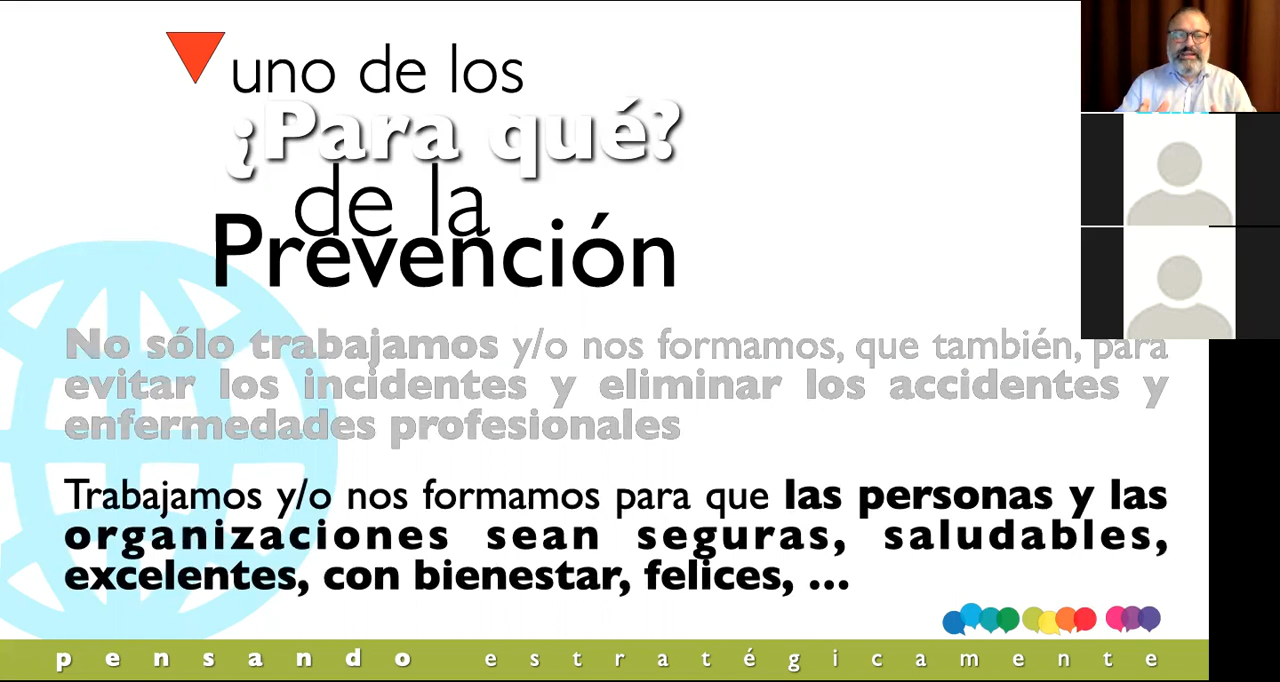 uno de los
¿Para qué?
de la
Prevención
No sólo trabajamos y/o nos formamos, que también, para
evitar los incidentes y eliminar los accidentes y
enfermedades profesionales
Trabajamos y/o nos formamos para que las personas y las
organizaciones sean seguras, saludables,
excelentes, con bienestar, felices, ...
pensando estratégicamente